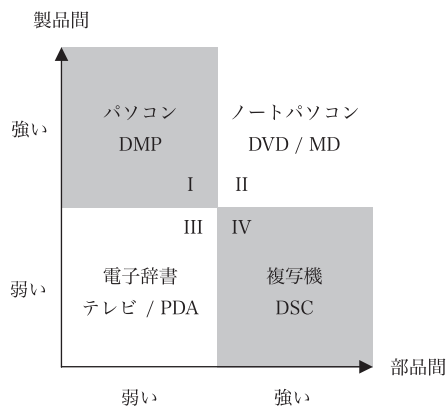 製品間
強い
パソコン
DMP
I
ノートパソコン
DVD / MD
II
弱い
III
電子辞書
テレビ / PDA
IV
複写機
DSC
部品間
弱い
強い